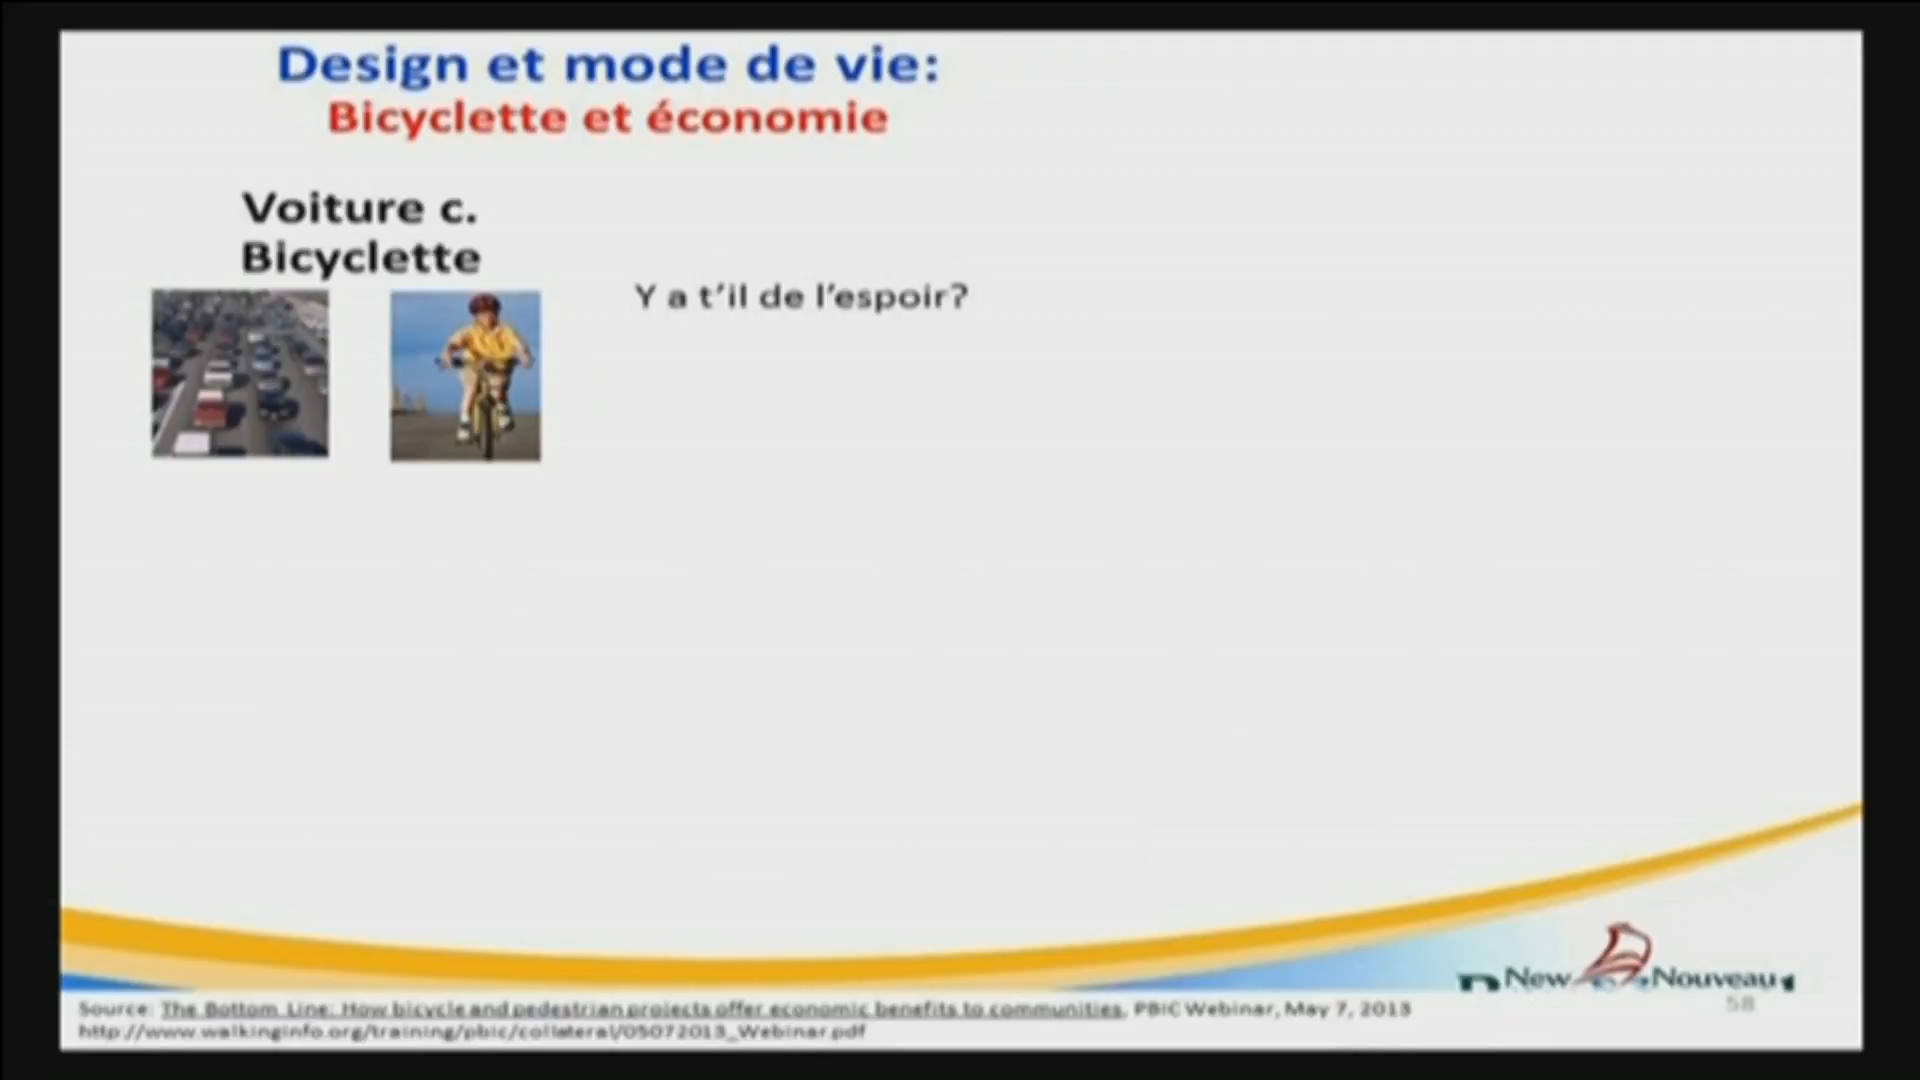 Design et mode de vie:
Bicyclette et économie
Voiture c.
Bicyclette
Y a t’il de l’espoir?
New Nouveau
Source: The Bottom Line: How bicycle and pedestrian projects offer economic benefits to communities, PBIC Webinar, May 7, 2013
58
http://www.walkinginfo.org/training/pbic/collateral/05072013_Webinar.pdf